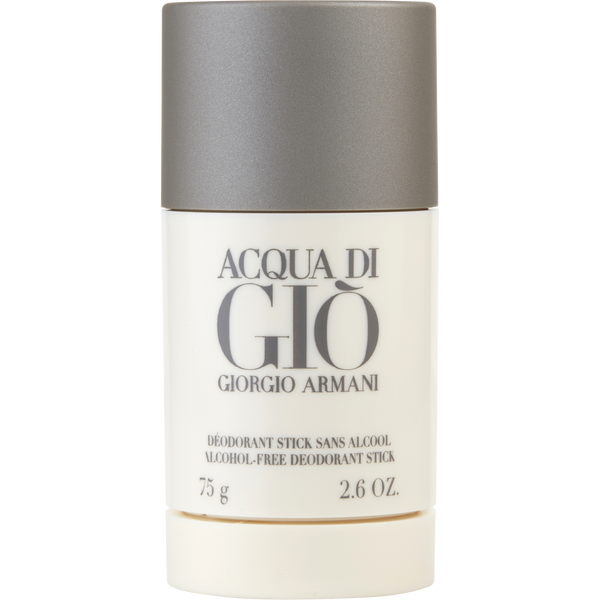 ACQUA DI
GIÒ
GIORGIO ARMANI
DÉODORANT STICK SANS ALCOOL
ALCOHOL-FREE DEODORANT STICK
75 g 2.6 OZ.